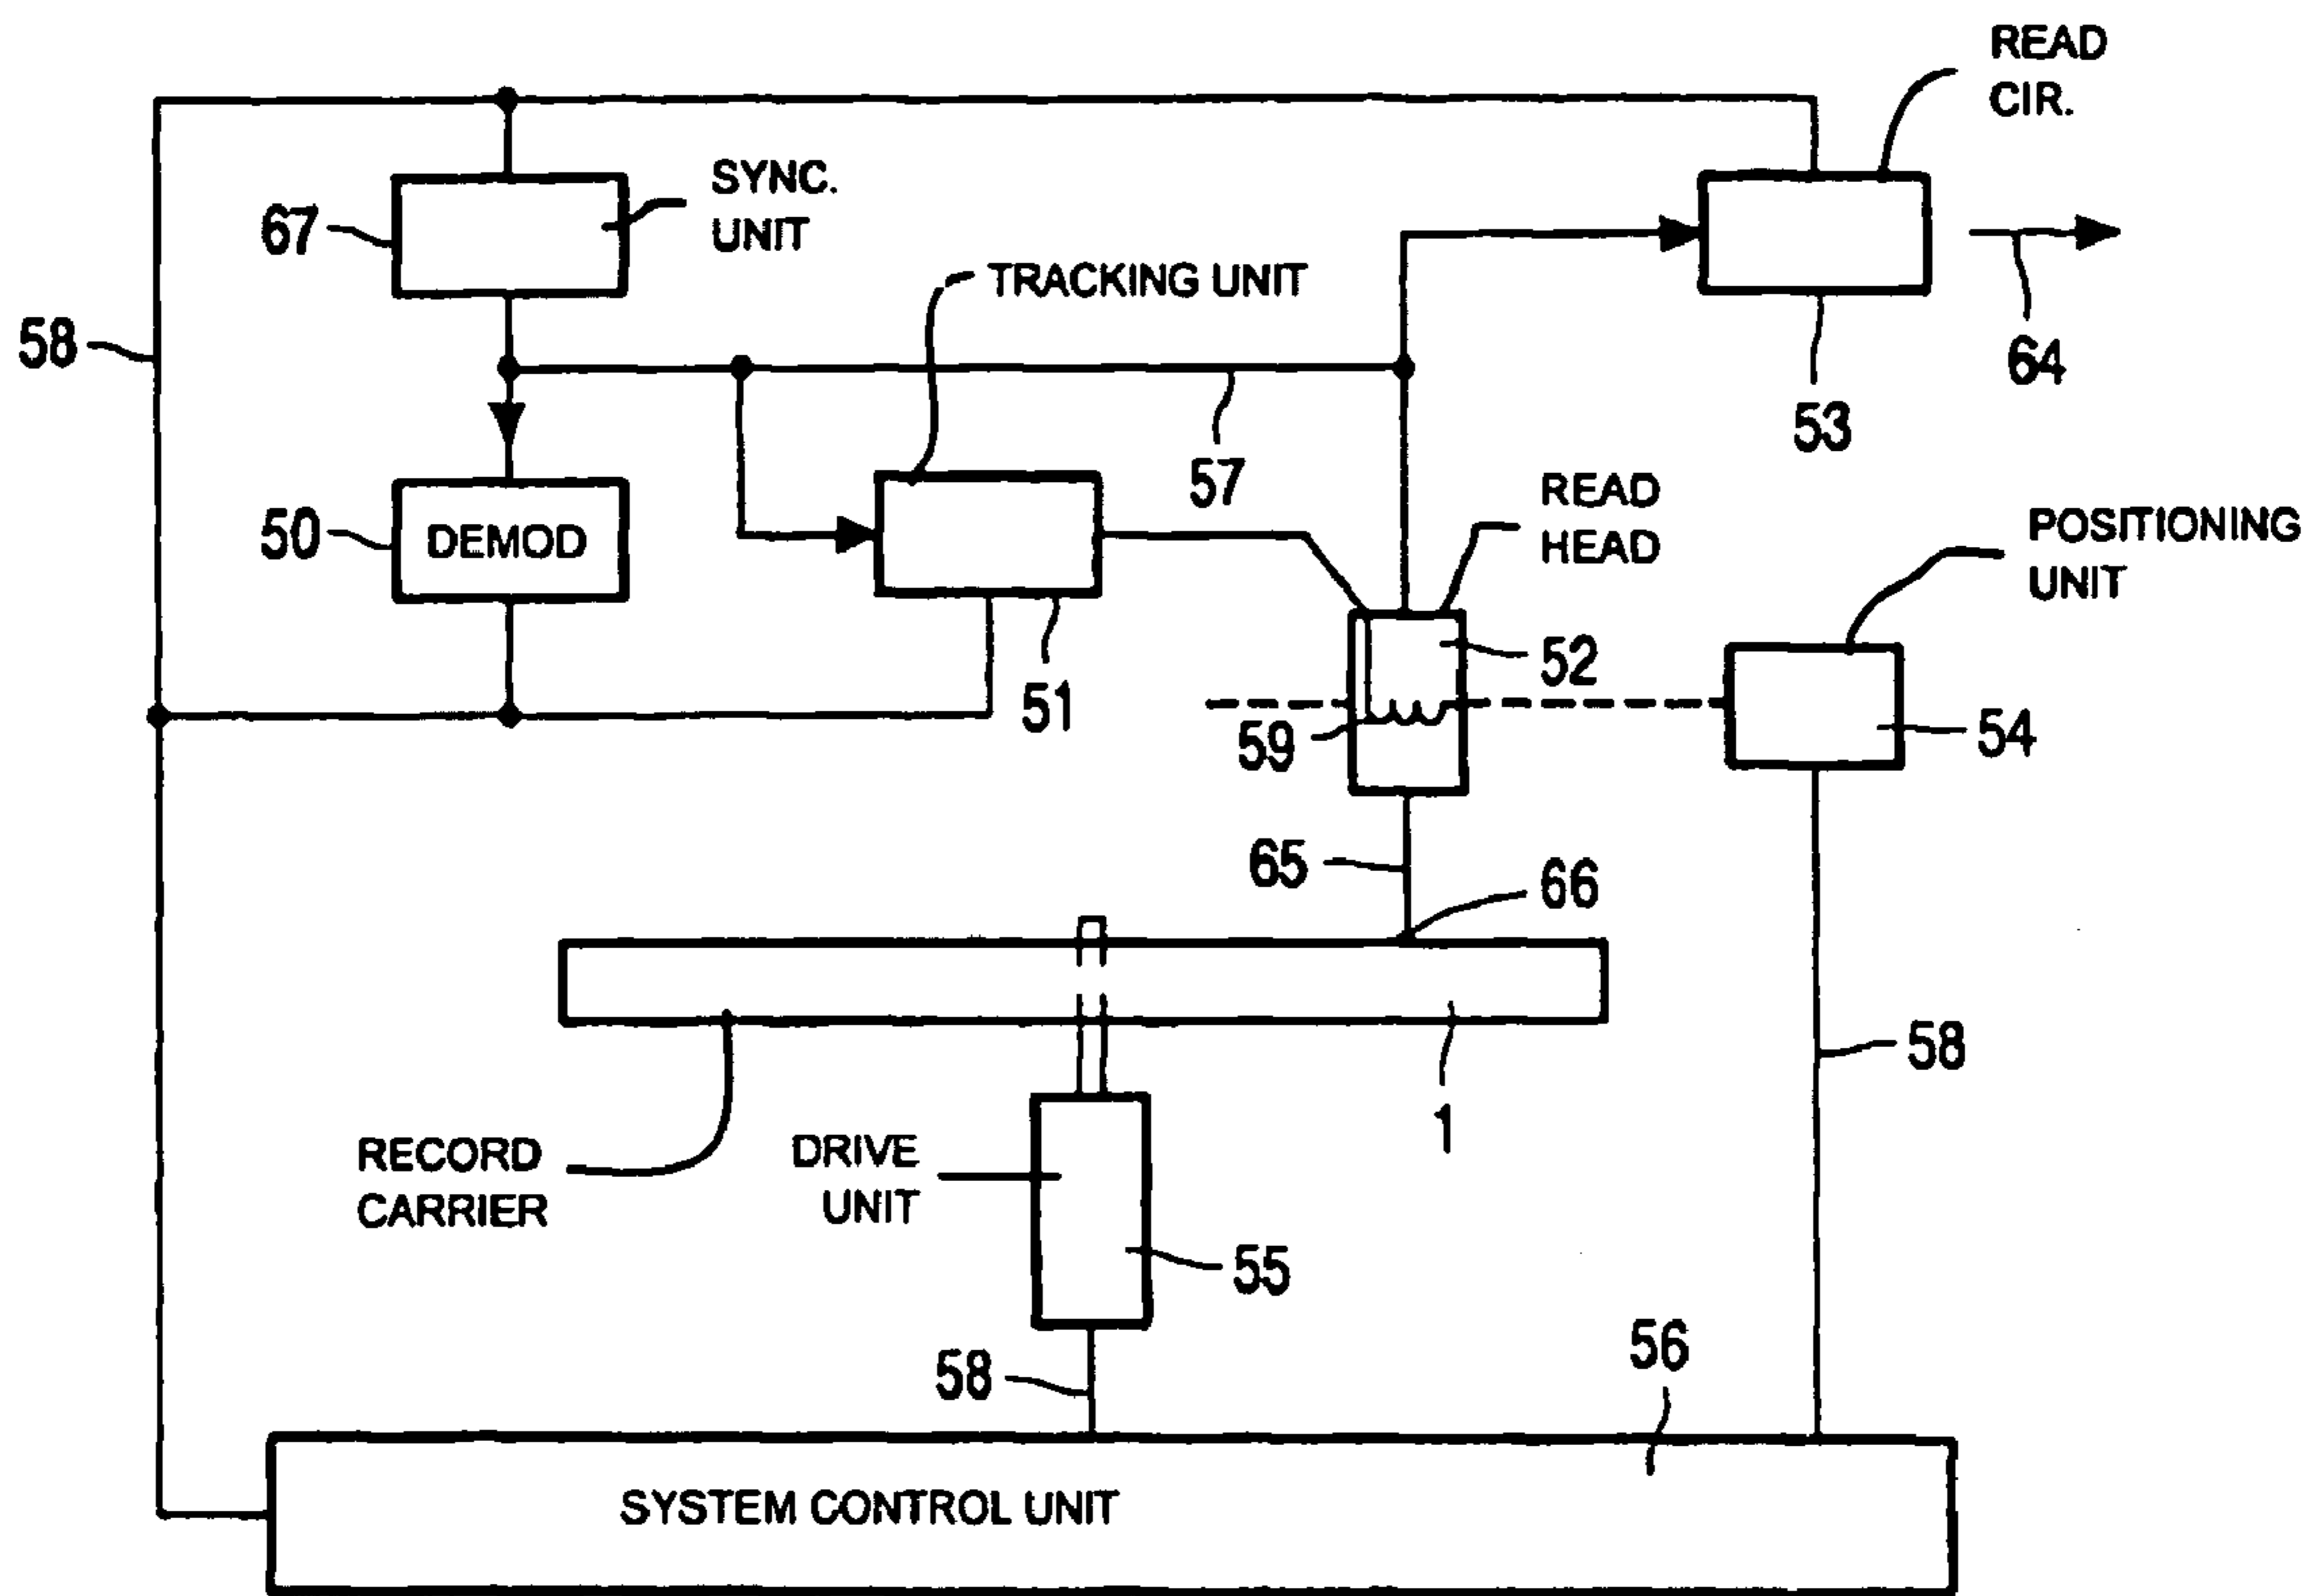 READ
CIR.
SYNC.
UNIT
67
TRACKING UNIT
58
64
53
57
READ
HEAD
50
DEMOD
POSITIONING
UNIT
52
51
59
54
65
66
58
1
RECORD
CARRIER
DRIVE
UNIT
55
56
58
SYSTEM CONTROL UNIT